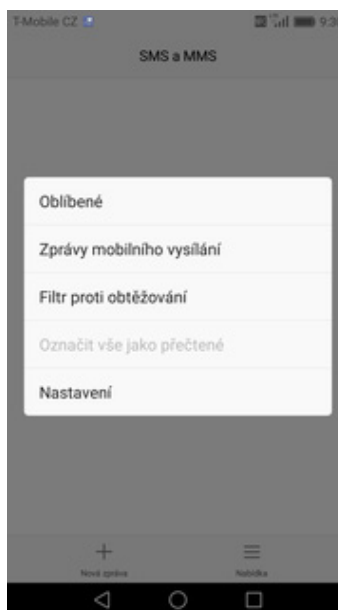 T-Mobile CZ
SMS a MMS
Oblíbené
Zprávy mobilního vysílání
Filtr proti obtěžování
Označit vše jako přečtené
Nastavení
Nová zpráva
Nabídka